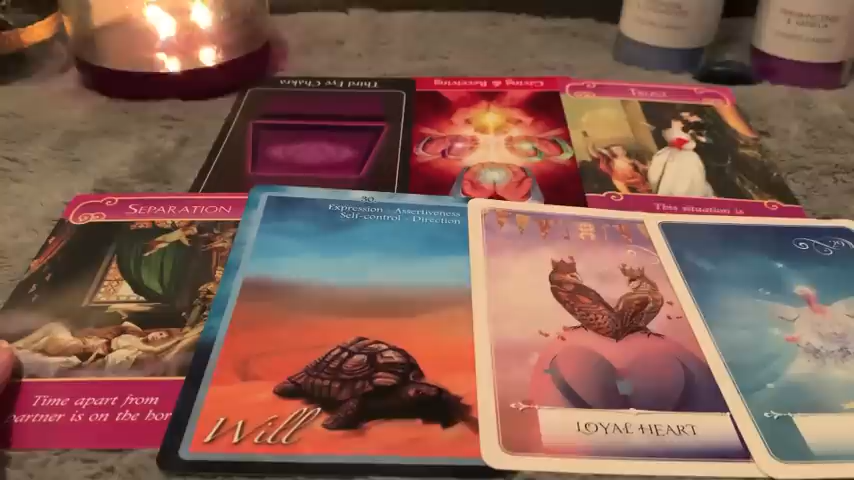 Third Eye Chakra
Giving & Receiving
Trust
This situation is
Separation
Time apart from
partner is on the hor
30
Expression - Assertiveness
Self-control - Direction
Will
LOYAL HEART
29